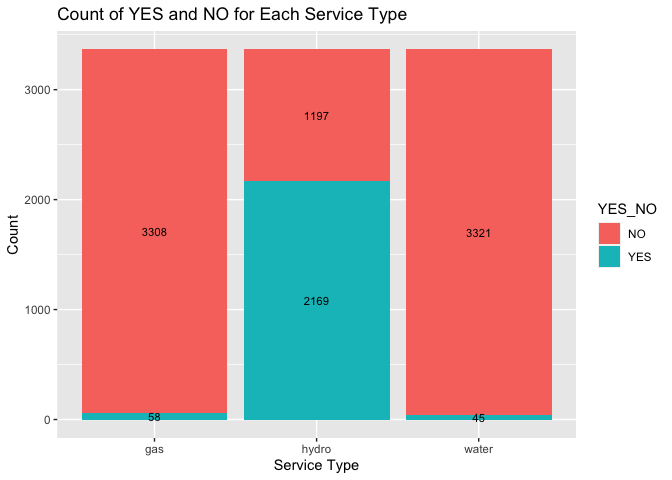 Count of YES and NO for Each Service Type
Count
3000
2000
1000
0
3308
58
1197
2169
3321
45
gas
hydro
water
Service Type
YES_NO
NO
YES